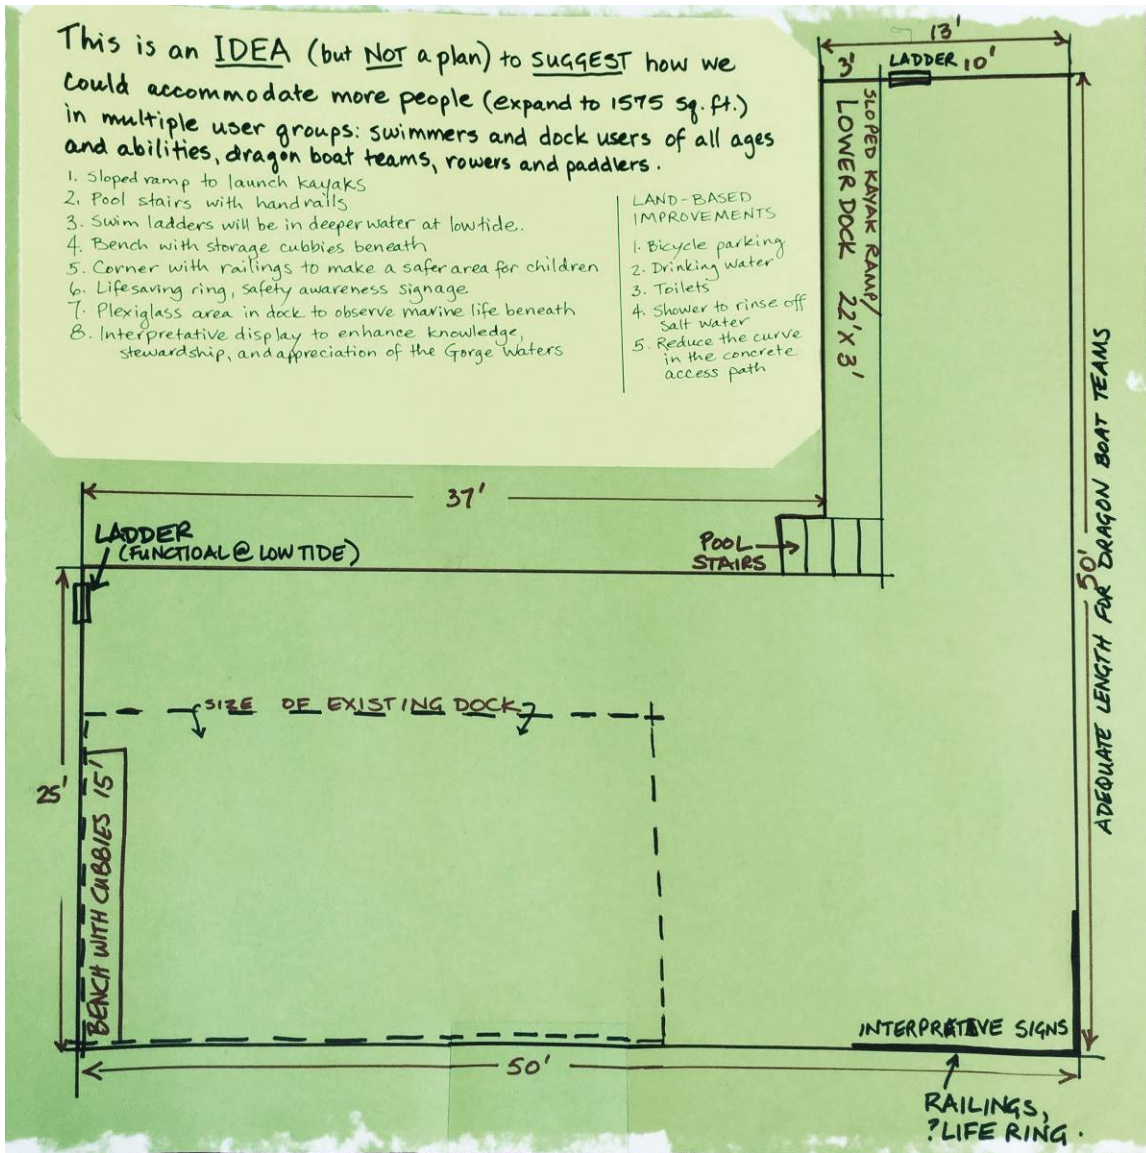 This is an IDEA (but NOT a plan) to SUGGEST how we
could accommodate more people (expand to 1575 sq.ft.)
in multiple user groups: swimmers and dock users of all ages
and abilities, dragon boat teams, rowers and paddlers.
1. Sloped ramp to launch kayaks
2. Pool stairs with handrails
3. Swim ladders will be in deeper water at low tide.
4. Bench with storage cubbies beneath
5. Corner with railings to make a safer area for children
6. Lifesaving ring, safety awareness signage
7. Plexiglass area in dock to observe marine life beneath
8. Interpretative display to enhance knowledge,
stewardship, and appreciation of the Gorge Waters
LAND-BASED
IMPROVEMENTS
1. Bicycle parking
2. Drinking water
3. Toilets
4. Shower to rinse off
salt water
5. Reduce the curve
in the concrete
access path
13'
3'
LADDER 10'
SLOPED KAYAK RAMP/
LOWER DOCK 22' X 3'
50'
ADEQUATE LENGTH FOR DRAGON BOAT TEAMS
37'
LADDER
(FUNCTIOAL @ LOW TIDE)
POOL
STAIRS
SIZE OF EXISTING DOCK
25'
BENCH WITH CUBBIES 15'
INTERPRETIVE SIGNS
50'
RAILINGS,
? LIFE RING.